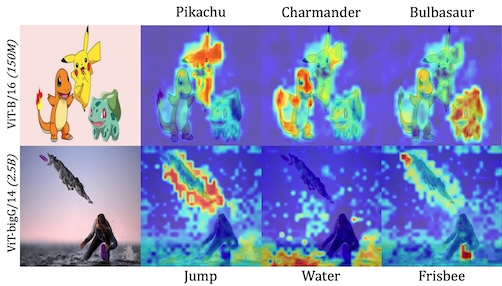 Pikachu Charmander Bulbasaur
ViT-B/16 (150M)
ViT-bigG/14 (2.5B)
Jump Water Frisbee